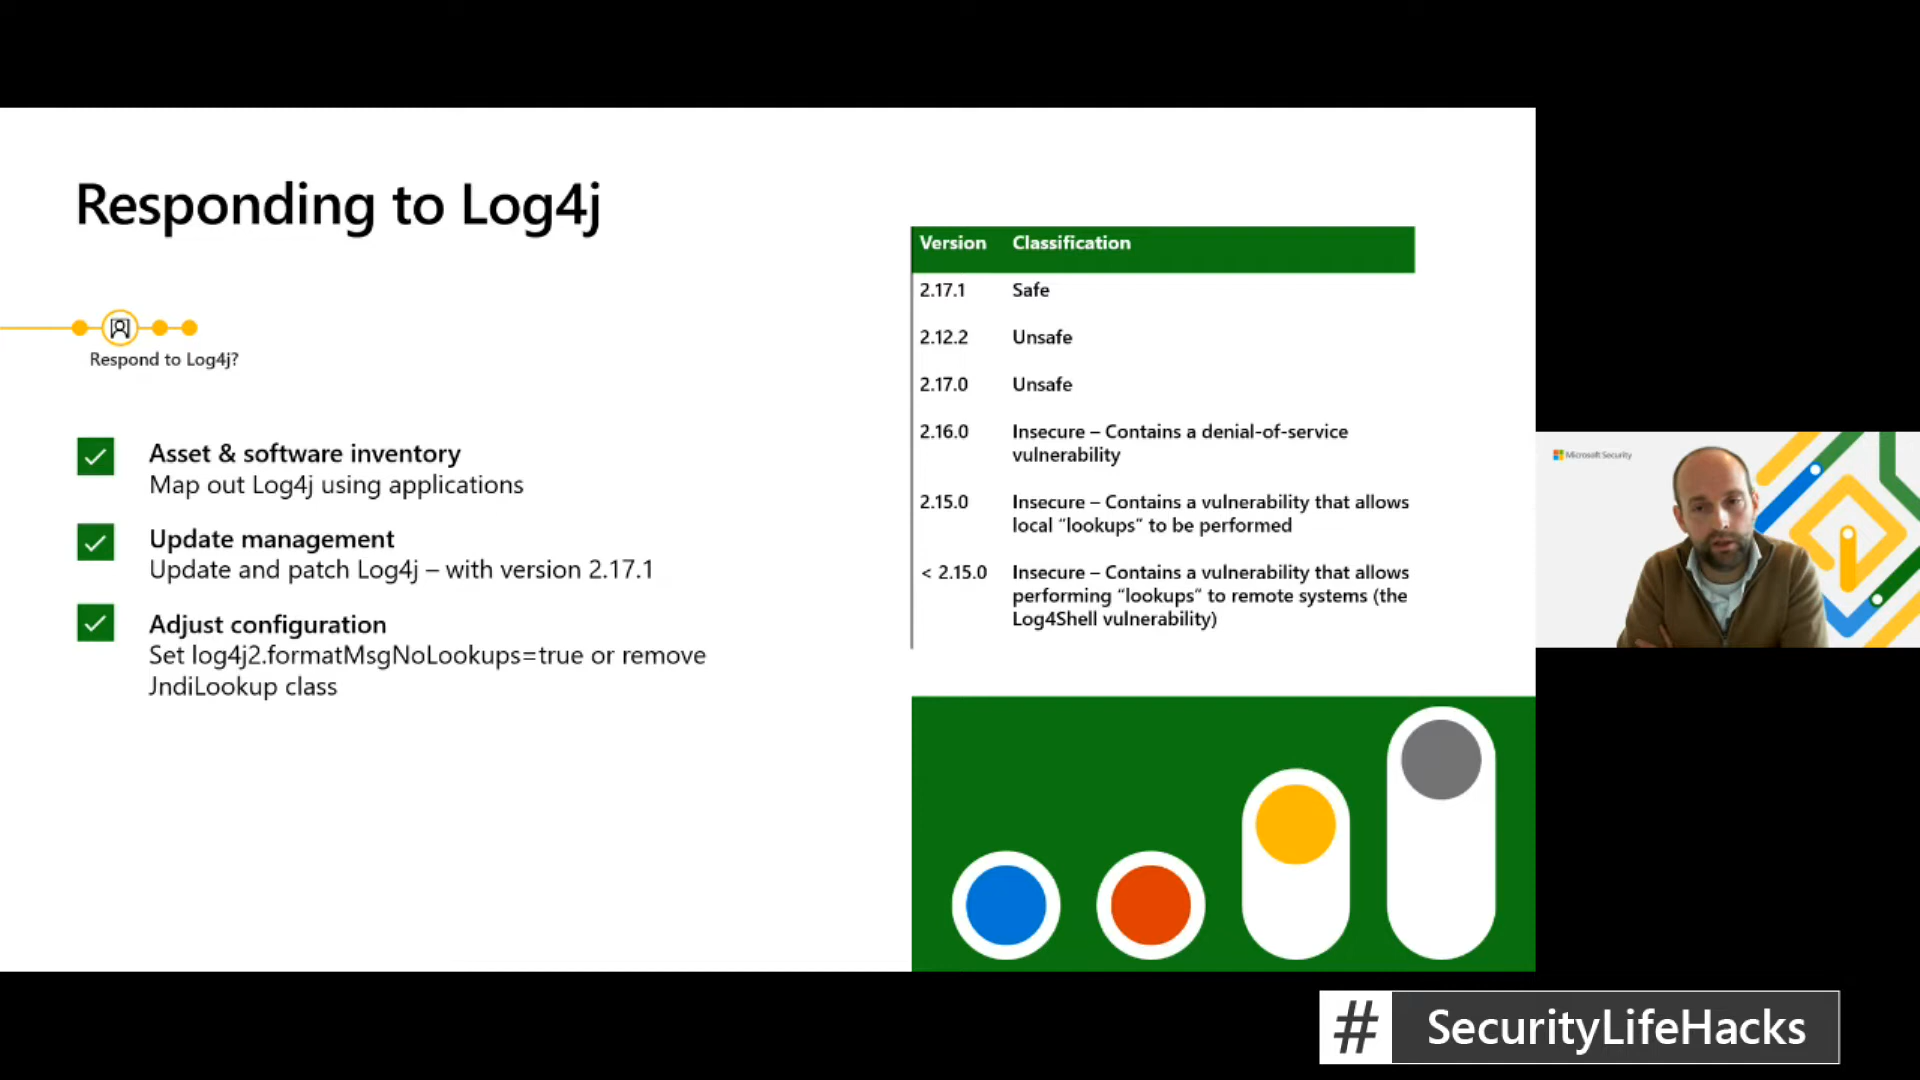 Responding to Log4j
Respond to Log4j?
Asset & software inventory
Map out Log4j using applications
Update management
Update and patch Log4j – with version 2.17.1
Adjust configuration
Set log4j2.formatMsgNoLookups=true or remove
JndiLookup class
Version Classification
2.17.1 Safe
2.12.2 Unsafe
2.17.0 Unsafe
2.16.0 Insecure – Contains a denial-of-service
vulnerability
2.15.0 Insecure – Contains a vulnerability that allows
local “lookups” to be performed
< 2.15.0 Insecure – Contains a vulnerability that allows
performing “lookups” to remote systems (the
Log4Shell vulnerability)
Microsoft Security
# SecurityLifeHacks